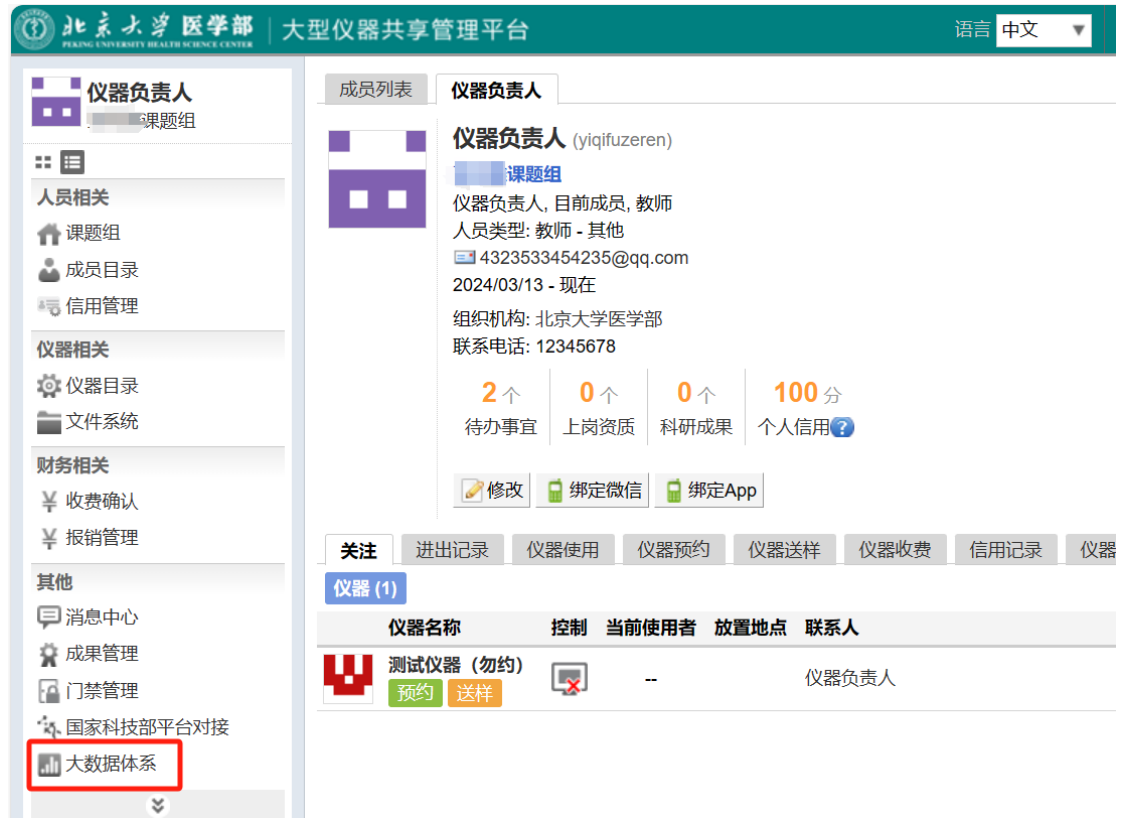 北京大学 医学部 大型仪器共享管理平台 语言 中文
PEKING UNIVERSITY HEALTH SCIENCE CENTER
仪器负责人
课题组
人员相关
课题组
成员目录
信用管理
仪器相关
仪器目录
文件系统
财务相关
¥ 收费确认
¥ 报销管理
其他
消息中心
成果管理
门禁管理
国家科技部平台对接
大数据体系
成员列表 仪器负责人
仪器负责人 (yiqifuzeren)
课题组
仪器负责人, 目前成员, 教师
人员类型: 教师 - 其他
4323533454235@qq.com
2024/03/13 - 现在
组织机构: 北京大学医学部
联系电话: 12345678
2 个 0 个 0 个 100 分
待办事宜 上岗资质 科研成果 个人信用 ?
修改 绑定微信 绑定App
关注 进出记录 仪器使用 仪器预约 仪器送样 仪器收费 信用记录 仪器
仪器 (1)
仪器名称 控制 当前使用者 放置地点 联系人
测试仪器（勿约） -- 仪器负责人
预约 送样